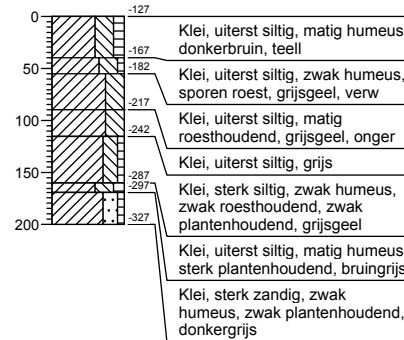 0
50
100
150
200
-127
-167
-182
-217
-242
-287
-297
-327
Klei, uiterst siltig, matig humeus
donkerbruin, teell
Klei, uiterst siltig, zwak humeus,
sporen roest, grijsgeel, verw
Klei, uiterst siltig, matig
roesthoudend, grijsgeel, onger
Klei, uiterst siltig, grijs
Klei, sterk siltig, zwak humeus,
zwak roesthoudend, zwak
plantenhoudend, grijsgeel
Klei, uiterst siltig, matig humeus
sterk plantenhoudend, bruingrijs
Klei, sterk zandig, zwak
humeus, zwak plantenhoudend,
donkergrijs